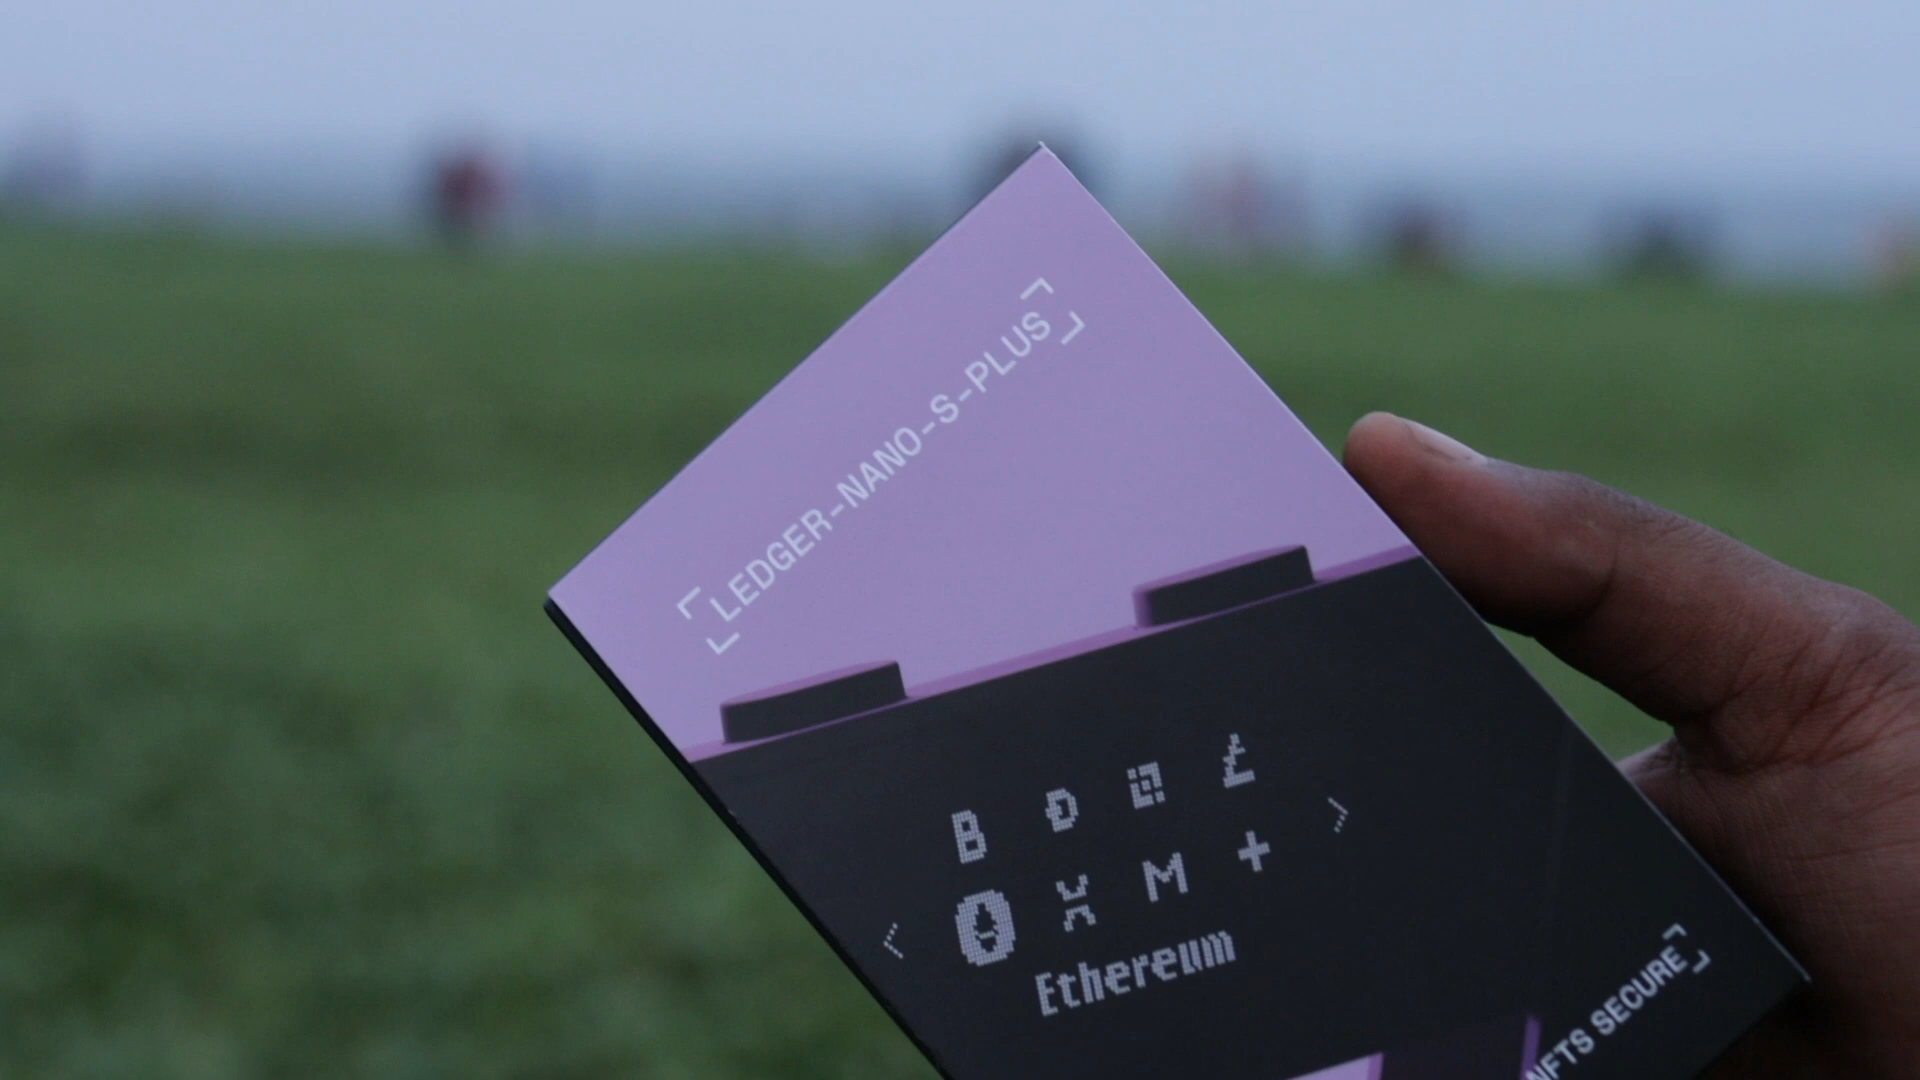 LEDGER-NANO-S-PLUS
B Đ Ł
X M +
Ethereum
NFTS SECURE